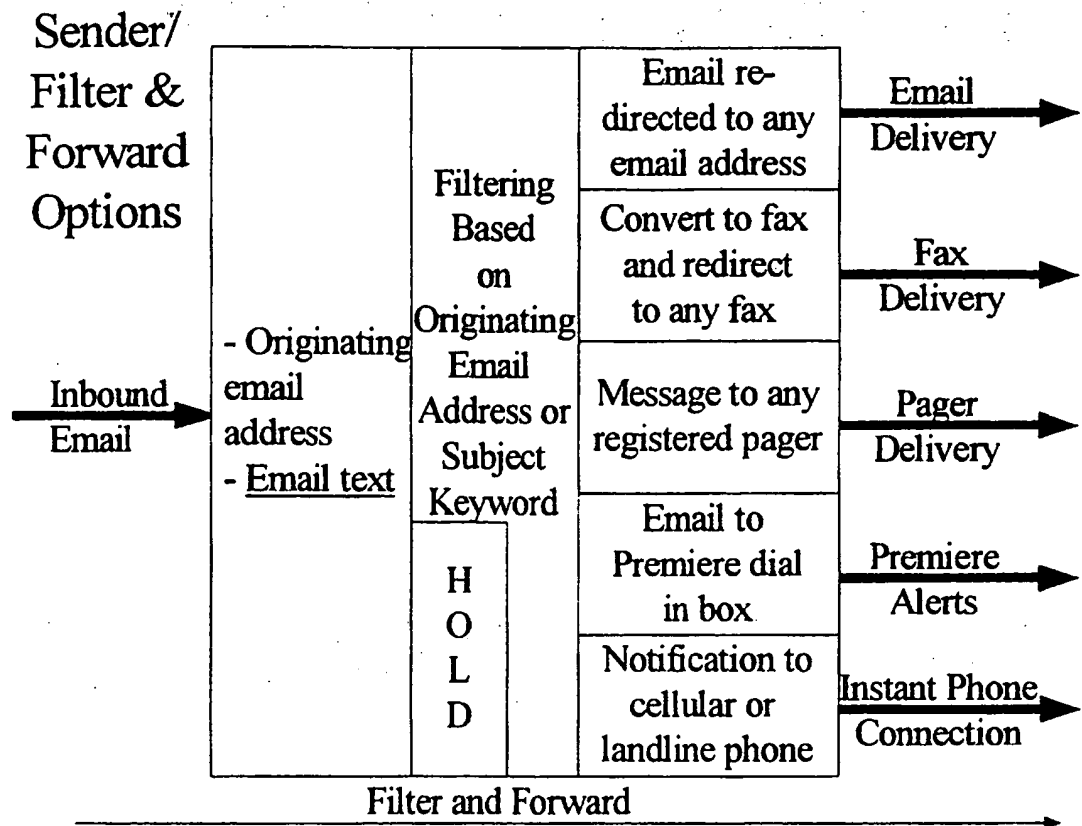 Sender/
Filter &
Forward
Options
Inbound
Email
- Originating
email
address
- Email text
Filtering
Based
on
Originating
Email
Address or
Subject
Keyword
H
O
L
D
Email re-
directed to any
email address
Convert to fax
and redirect
to any fax
Message to any
registered pager
Email to
Premiere dial
in box
Notification to
cellular or
landline phone
Email
Delivery
Fax
Delivery
Pager
Delivery
Premiere
Alerts
Instant Phone
Connection
Filter and Forward